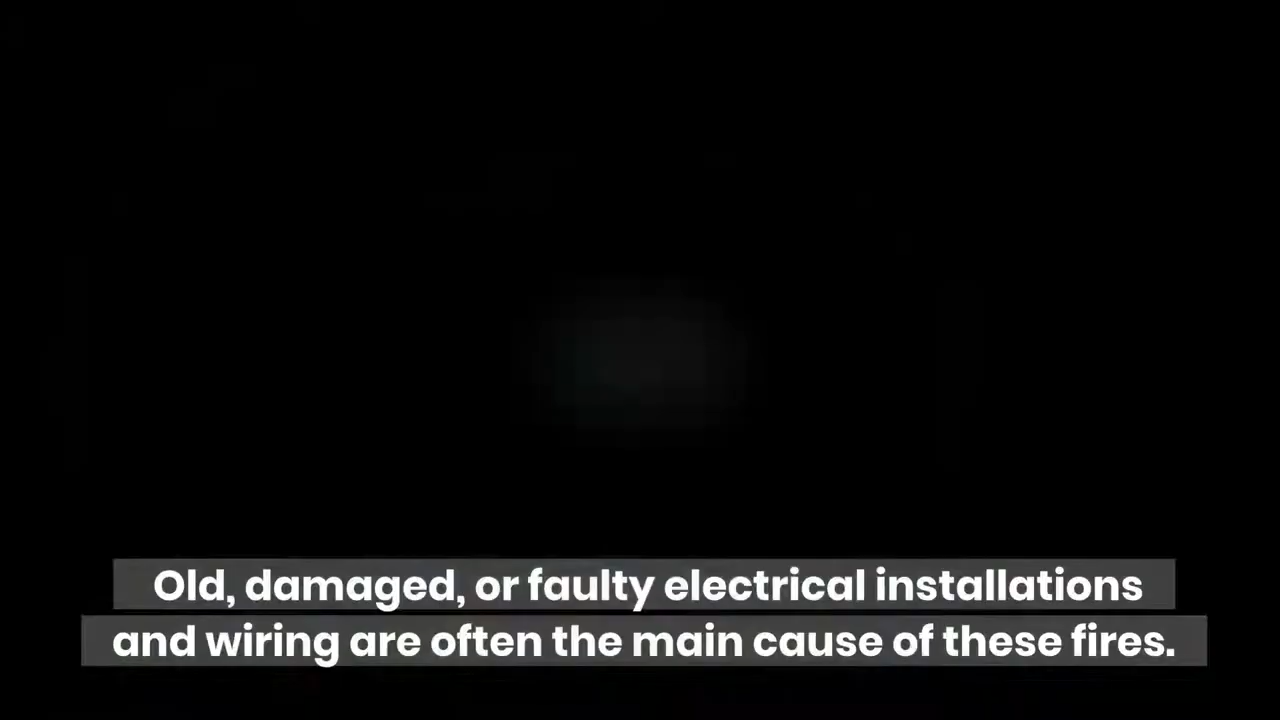 Old, damaged, or faulty electrical installations
and wiring are often the main cause of these fires.